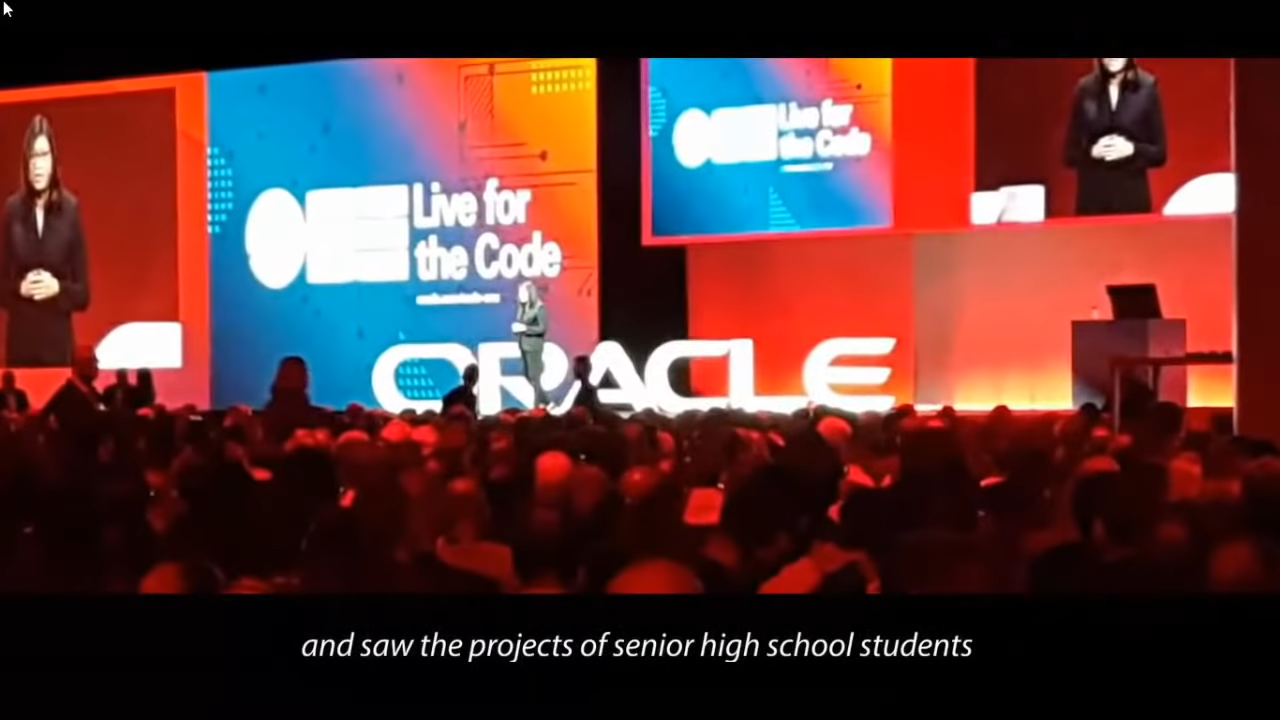 Live for
the Code
Live for
the Code
ORACLE
and saw the projects of senior high school students